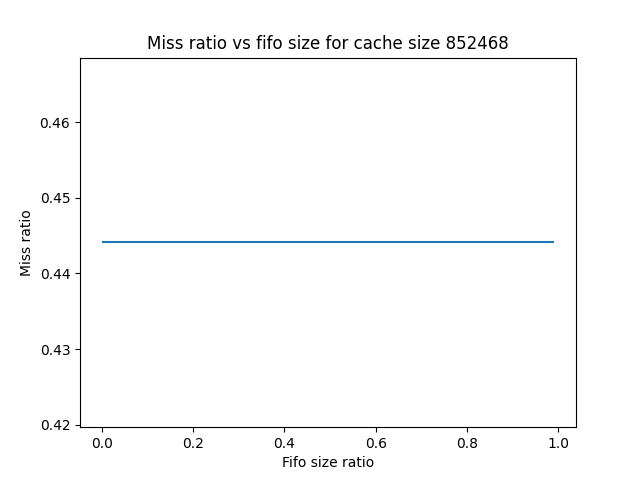 Miss ratio vs fifo size for cache size 852468
0.46
0.45
0.44
0.43
0.42
Miss ratio
0.0 0.2 0.4 0.6 0.8 1.0
Fifo size ratio